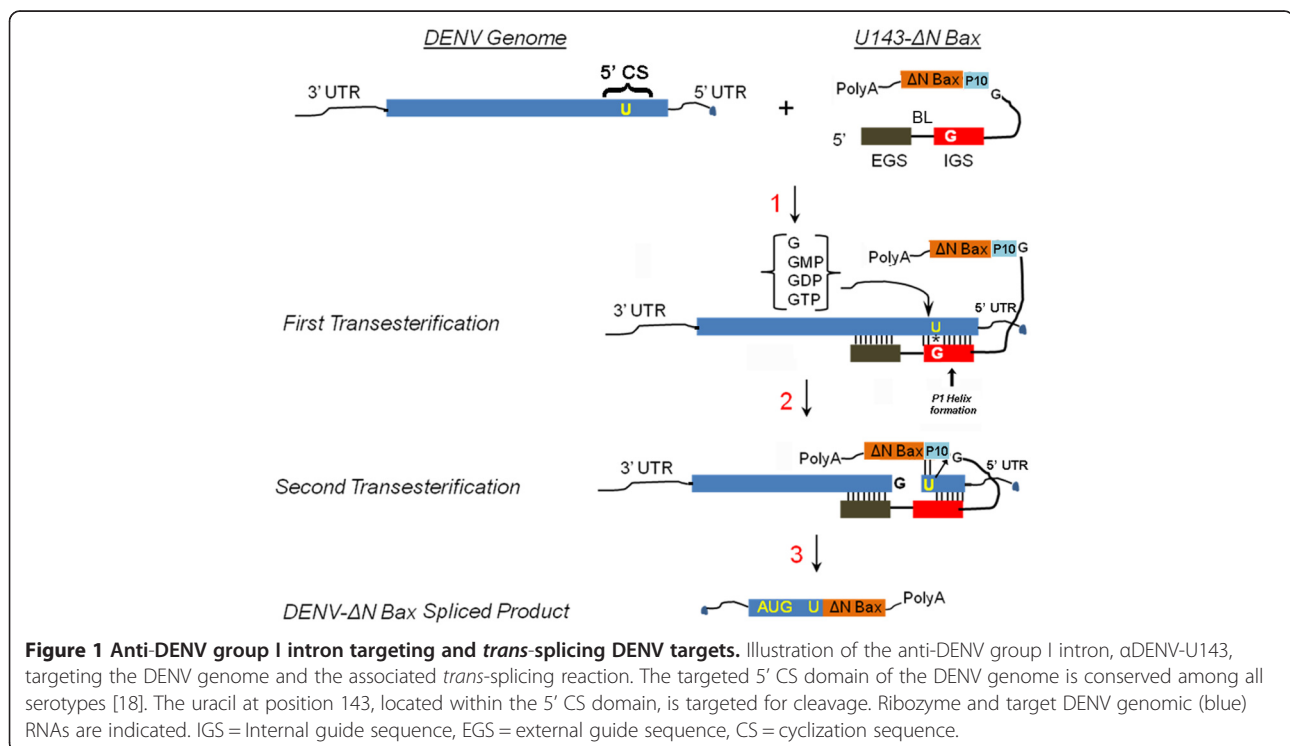 DENV Genome
U143-ΔN Bax
5' CS
3' UTR
5' UTR
U
+
PolyA
ΔN Bax
P10
G
BL
5'
G
EGS
IGS
1
G
GMP
GDP
GTP
PolyA
ΔN Bax
P10
G
3' UTR
5' UTR
First Transesterification
U
*
G
P1 Helix
formation
2
PolyA
ΔN Bax
P10
G
3' UTR
5' UTR
Second Transesterification
G
U
3
DENV-ΔN Bax Spliced Product
AUG U
ΔN Bax
PolyA
Figure 1 Anti-DENV group I intron targeting and trans-splicing DENV targets. Illustration of the anti-DENV group I intron, αDENV-U143,
targeting the DENV genome and the associated trans-splicing reaction. The targeted 5' CS domain of the DENV genome is conserved among all
serotypes [18]. The uracil at position 143, located within the 5' CS domain, is targeted for cleavage. Ribozyme and target DENV genomic (blue)
RNAs are indicated. IGS = Internal guide sequence, EGS = external guide sequence, CS = cyclization sequence.